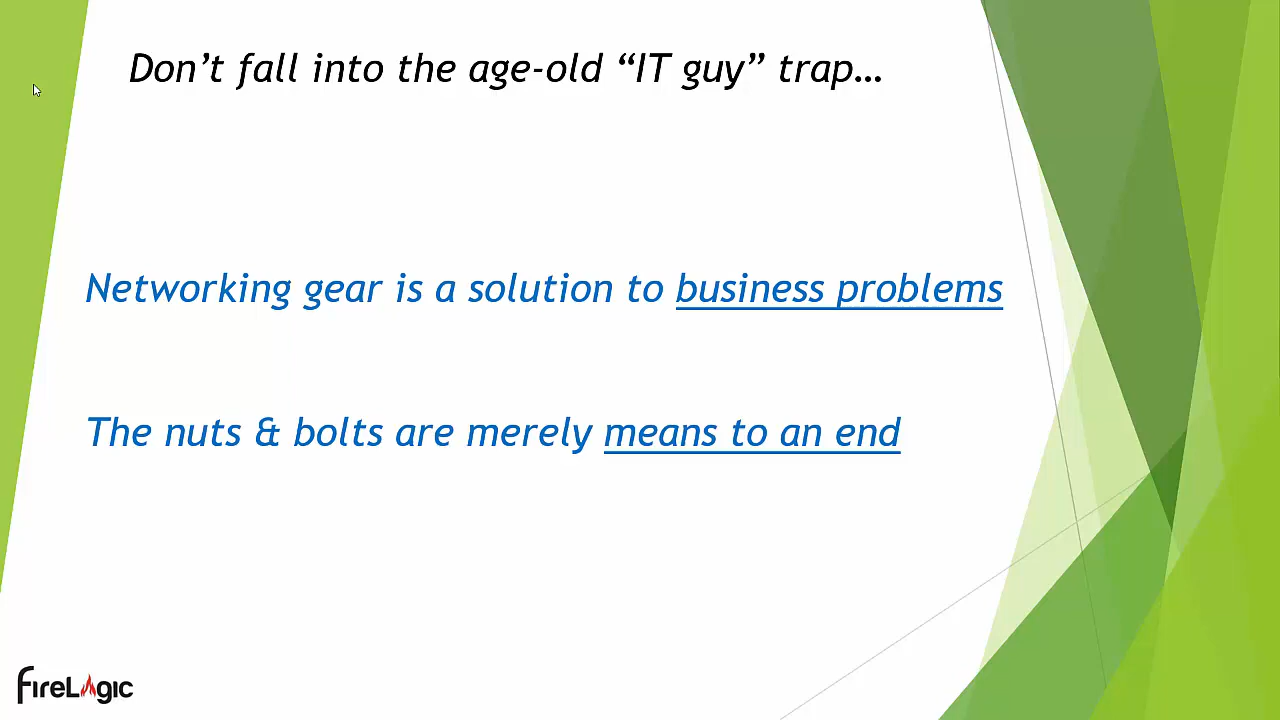 Don’t fall into the age-old “IT guy” trap…
Networking gear is a solution to business problems
The nuts & bolts are merely means to an end
FireLogic